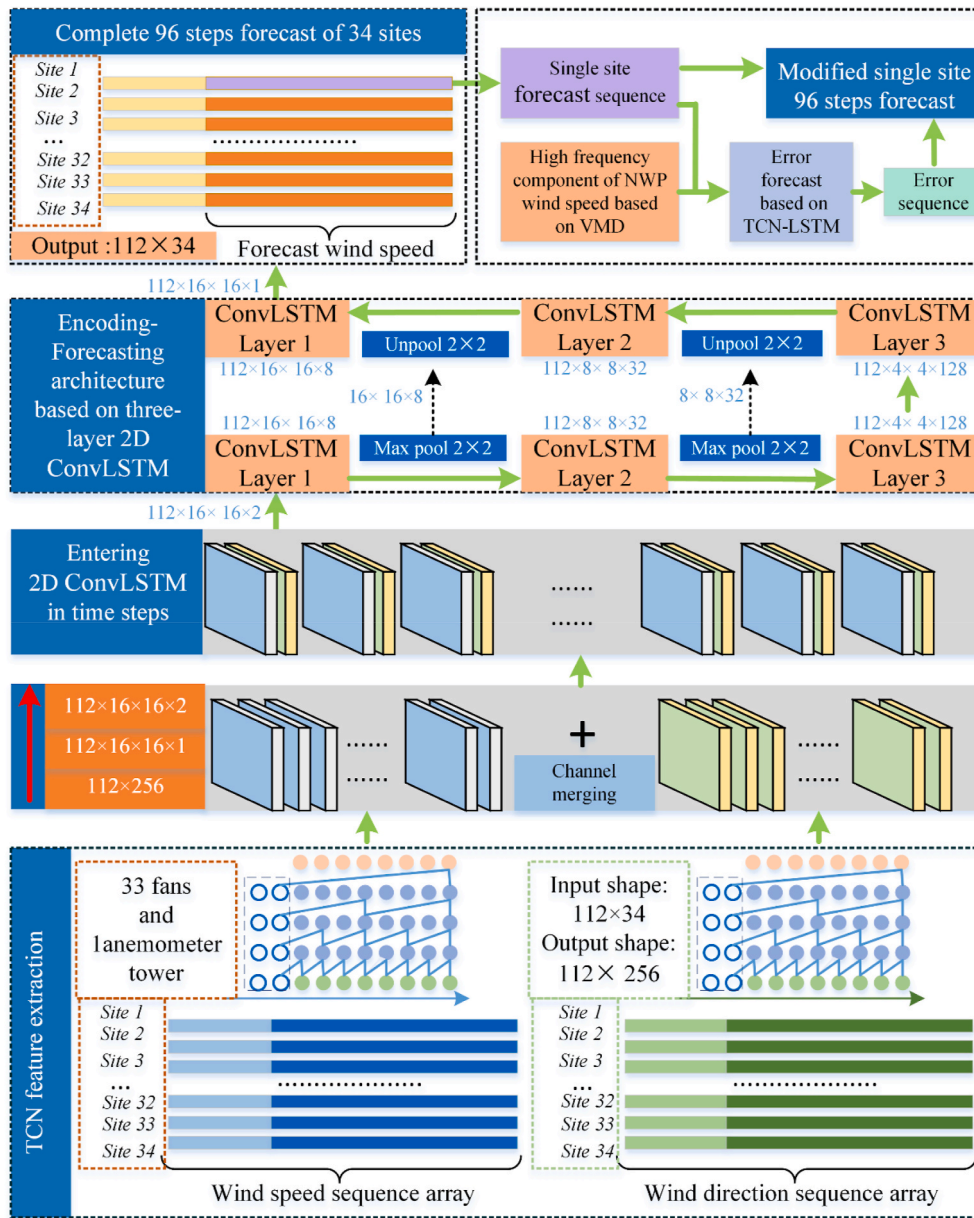 Complete 96 steps forecast of 34 sites
Site 1
Site 2
Site 3
...
Site 32
Site 33
Site 34
....................
Output :112×34
Forecast wind speed
Single site
forecast sequence
Modified single site
96 steps forecast
High frequency
component of NWP
wind speed based
on VMD
Error
forecast
based on
TCN-LSTM
Error
sequence
112×16× 16×1
Encoding-
Forecasting
architecture
based on three-
layer 2D
ConvLSTM
ConvLSTM
Layer 1
Unpool 2×2
ConvLSTM
Layer 2
Unpool 2×2
ConvLSTM
Layer 3
112×16× 16×8
112×8× 8×32
112×4× 4×128
16× 16×8
8× 8×32
112×16× 16×8
112×8× 8×32
112×4× 4×128
ConvLSTM
Layer 1
Max pool 2×2
ConvLSTM
Layer 2
Max pool 2×2
ConvLSTM
Layer 3
112×16× 16×2
Entering
2D ConvLSTM
in time steps
......
......
112×16×16×2
112×16×16×1
112×256
......
......
+
Channel
merging
......
......
TCN feature extraction
33 fans
and
1anemometer
tower
Input shape:
112×34
Output shape:
112× 256
Site 1
Site 2
Site 3
...
Site 32
Site 33
Site 34
....................
Wind speed sequence array
Site 1
Site 2
Site 3
...
Site 32
Site 33
Site 34
....................
Wind direction sequence array